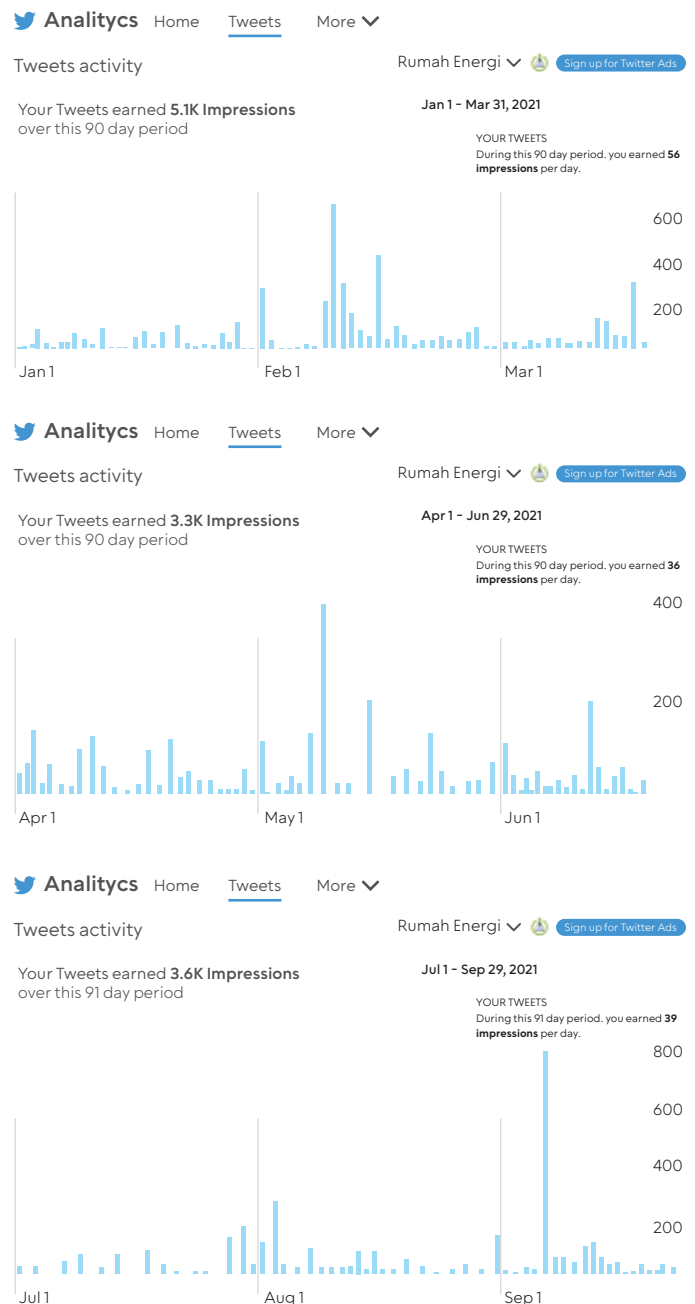 Analitycs Home Tweets More
Tweets activity
Rumah Energi Sign up for Twitter Ads
Your Tweets earned 5.1K Impressions
over this 90 day period
Jan 1 - Mar 31, 2021
YOUR TWEETS
During this 90 day period. you earned 56
impressions per day.
600
400
200
Jan 1 Feb 1 Mar 1
Analitycs Home Tweets More
Tweets activity
Rumah Energi Sign up for Twitter Ads
Your Tweets earned 3.3K Impressions
over this 90 day period
Apr 1 - Jun 29, 2021
YOUR TWEETS
During this 90 day period. you earned 36
impressions per day.
400
200
Apr 1 May 1 Jun 1
Analitycs Home Tweets More
Tweets activity
Rumah Energi Sign up for Twitter Ads
Your Tweets earned 3.6K Impressions
over this 91 day period
Jul 1 - Sep 29, 2021
YOUR TWEETS
During this 91 day period. you earned 39
impressions per day.
800
600
400
200
Jul 1 Aug 1 Sep 1